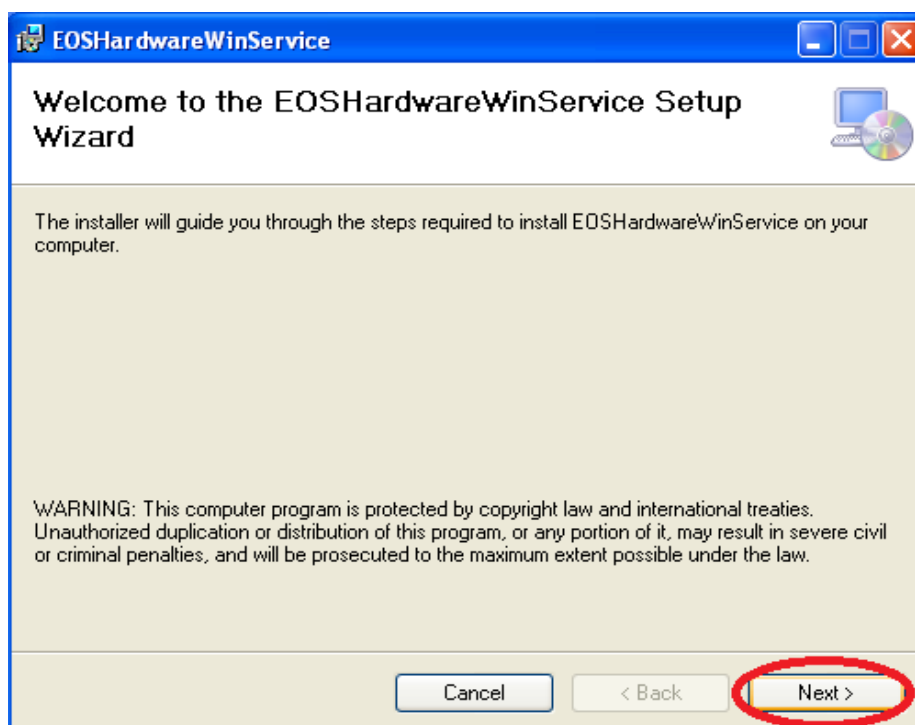 EOSHardwareWinService
Welcome to the EOSHardwareWinService Setup
Wizard
The installer will guide you through the steps required to install EOSHardwareWinService on your
computer.
WARNING: This computer program is protected by copyright law and international treaties.
Unauthorized duplication or distribution of this program, or any portion of it, may result in severe civil
or criminal penalties, and will be prosecuted to the maximum extent possible under the law.
Cancel < Back Next >